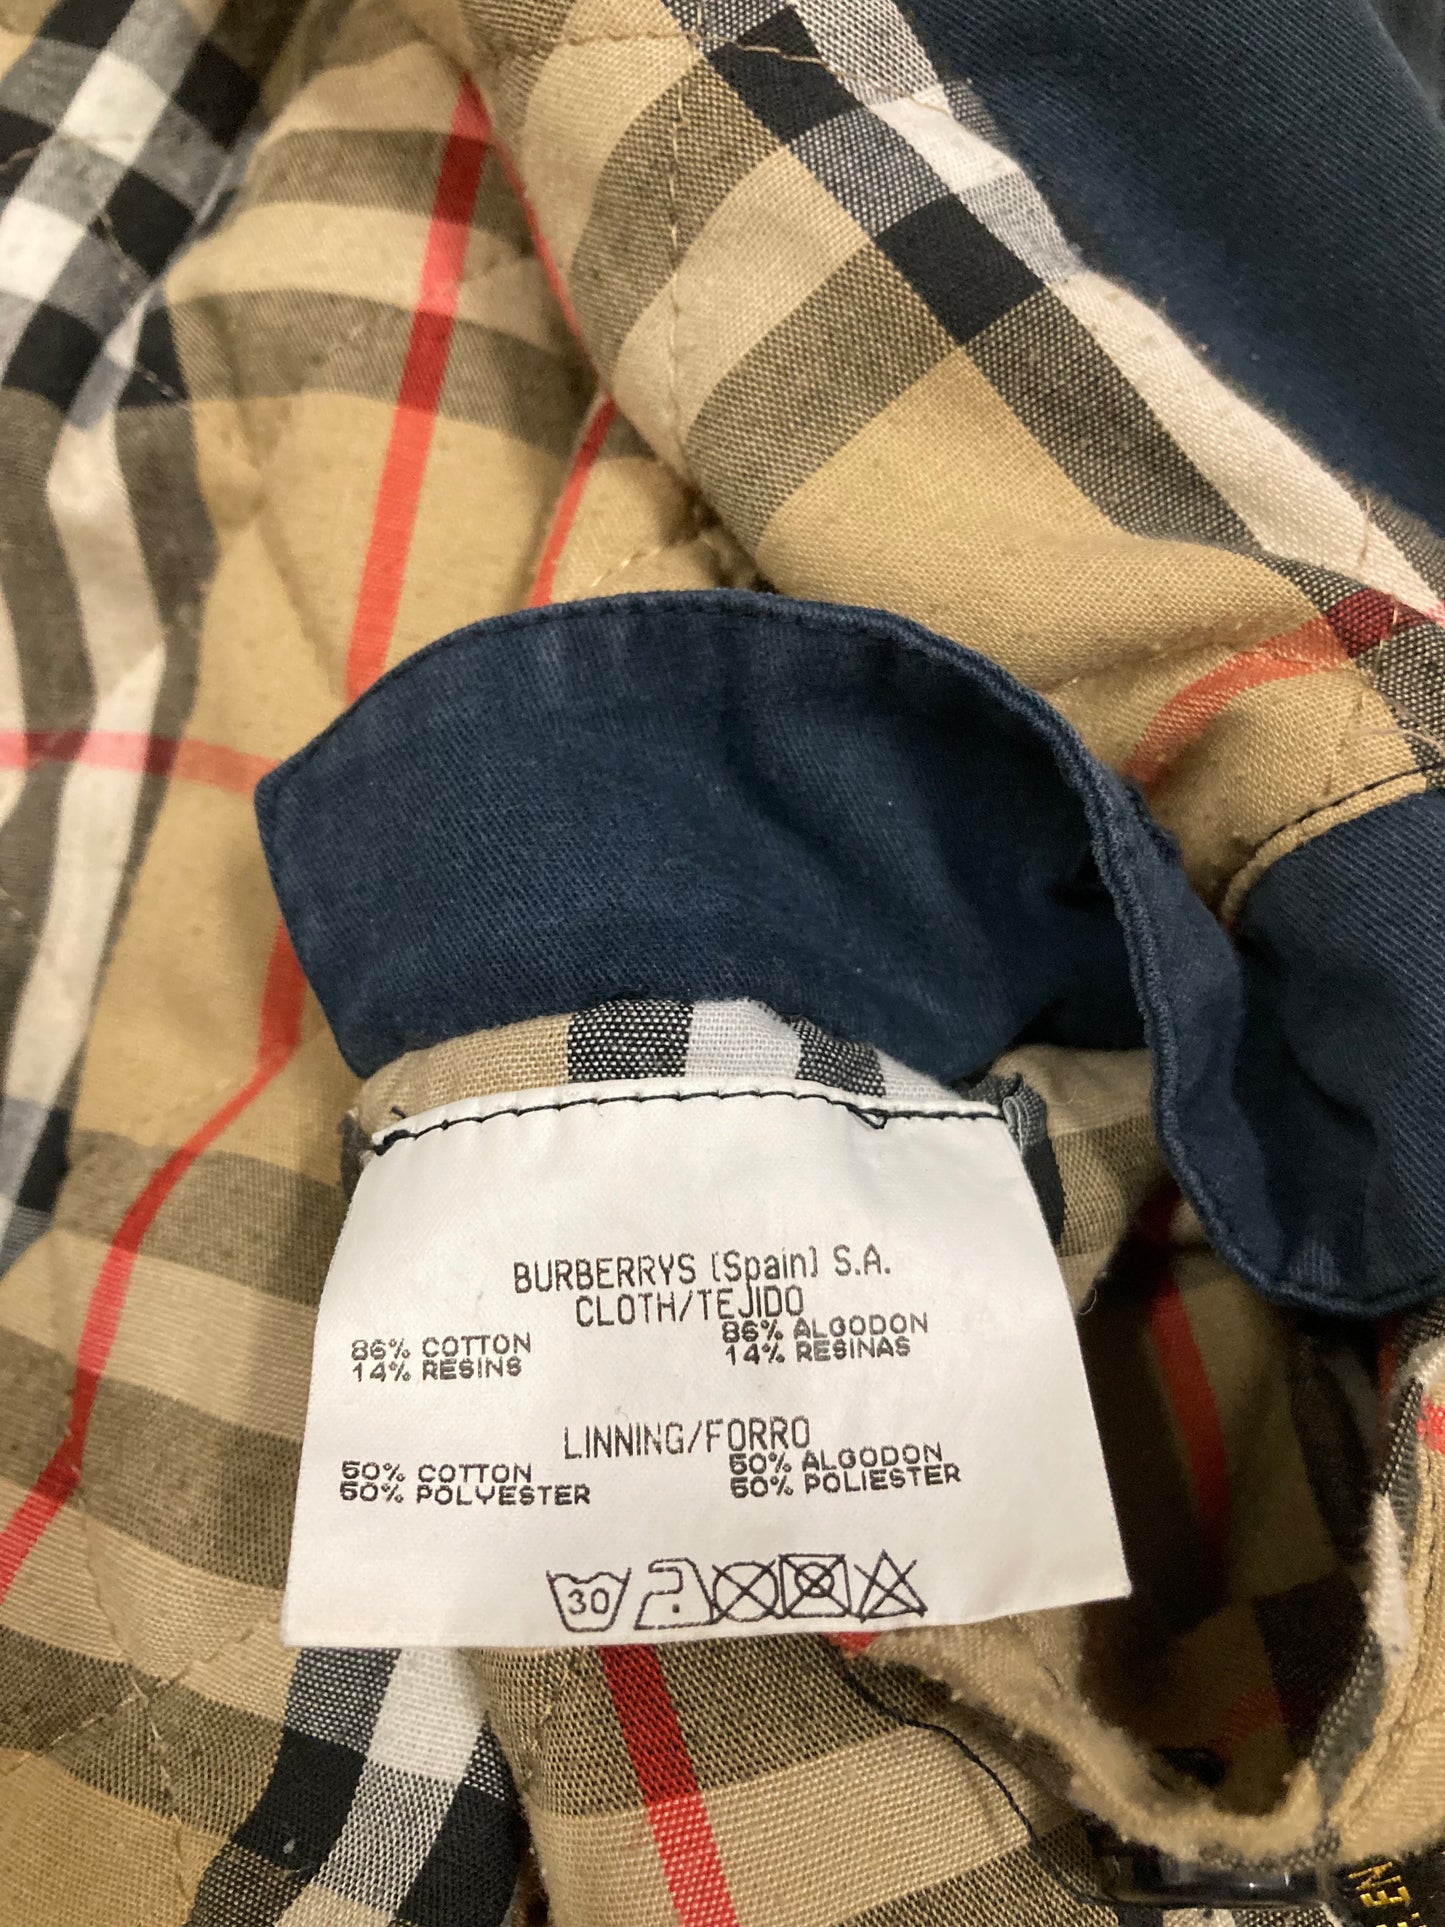 BURBERRYS (Spain) S.A.
CLOTH/TEJIDO
86% COTTON 86% ALGODON
14% RESINS 14% RESINAS
LINNING/FORRO
50% COTTON 50% ALGODON
50% POLYESTER 50% POLIESTER
30